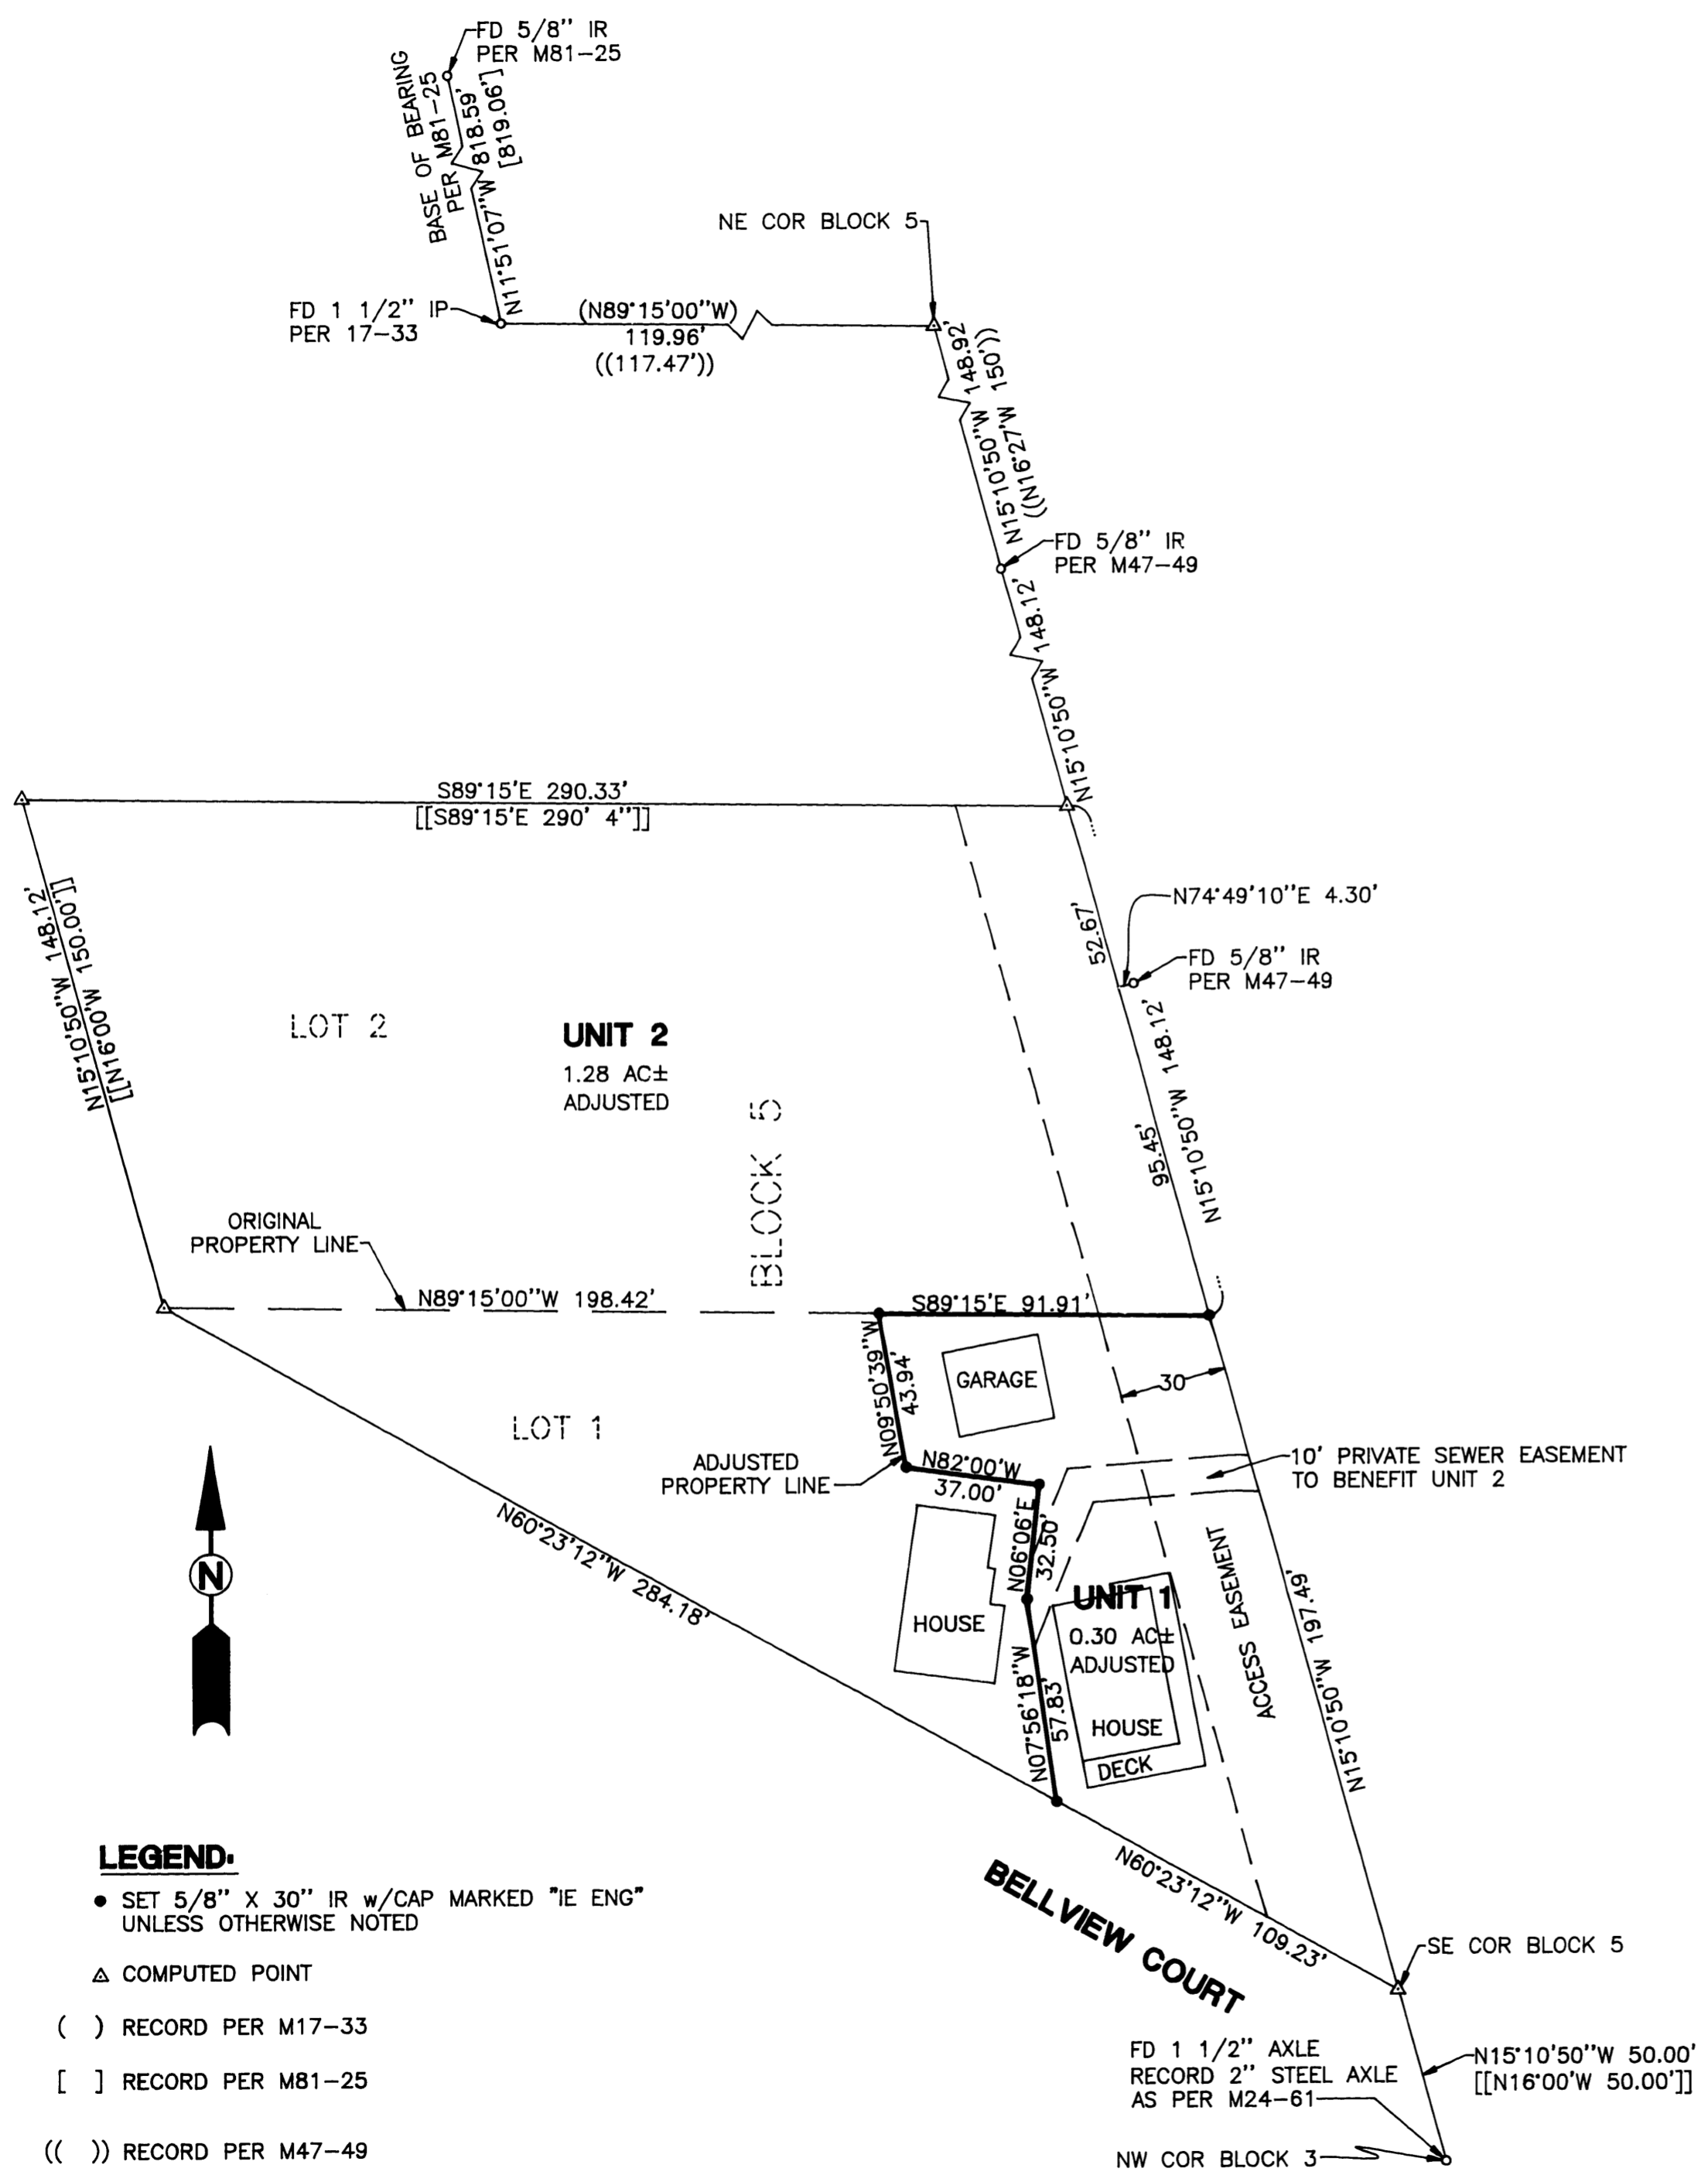 FD 5/8" IR
PER M81-25
BASE OF BEARING
PER M81-25
N11°51'07"W 818.59'
[819.06']
NE COR BLOCK 5
FD 1 1/2" IP
PER 17-33
(N89°15'00"W)
119.96'
((117.47'))
N15°10'50"W 148.92'
((N16°27'W 150'))
FD 5/8" IR
PER M47-49
N15°10'50"W 148.12'
S89°15'E 290.33'
[[S89°15'E 290' 4"]]
N74°49'10"E 4.30'
52.67'
FD 5/8" IR
PER M47-49
N15°10'50"W 148.12'
[[N16°00'W 150.00']]
LOT 2
UNIT 2
1.28 AC±
ADJUSTED
BLOCK 5
95.45'
N15°10'50"W 148.12'
ORIGINAL
PROPERTY LINE
N89°15'00"W 198.42'
S89°15'E 91.91'
N09°50'39"W
43.94'
GARAGE
30
LOT 1
ADJUSTED
PROPERTY LINE
N82°00'W
37.00'
10' PRIVATE SEWER EASEMENT
TO BENEFIT UNIT 2
N60°23'12"W 284.18'
N06°06'E
32.50'
HOUSE
UNIT 1
0.30 AC±
ADJUSTED
ACCESS EASEMENT
N15°10'50"W 197.49'
N07°56'18"W
57.83'
HOUSE
DECK
N
N60°23'12"W 109.23'
BELLVIEW COURT
SE COR BLOCK 5
FD 1 1/2" AXLE
RECORD 2" STEEL AXLE
AS PER M24-61
N15°10'50"W 50.00'
[[N16°00'W 50.00']]
NW COR BLOCK 3
LEGEND:
SET 5/8" X 30" IR w/CAP MARKED "IE ENG"
UNLESS OTHERWISE NOTED
COMPUTED POINT
( ) RECORD PER M17-33
[ ] RECORD PER M81-25
(( )) RECORD PER M47-49